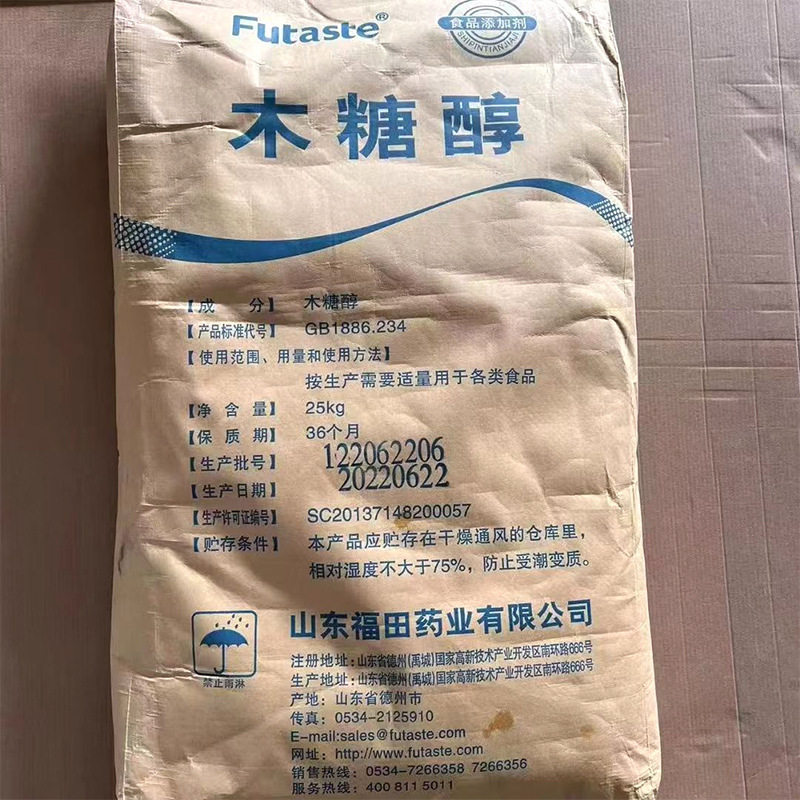 Futaste®
食品添加剂
SHIPINTIANJIAJI
木糖醇
【成 分】 木糖醇
【产品标准代号】 GB1886.234
【使用范围、用量和使用方法】
按生产需要适量用于各类食品
【净 含 量】 25kg
【保 质 期】 36个月
【生产批号】 122062206
【生产日期】 20220622
【生产许可证编号】 SC20137148200057
【贮存条件】 本产品应贮存在干燥通风的仓库里，
相对湿度不大于75%，防止受潮变质。
禁止雨淋
山东福田药业有限公司
注册地址：山东省德州(禹城)国家高新技术产业开发区南环路666号
生产地址：山东省德州(禹城)国家高新技术产业开发区南环路666号
产地：山东省德州市
传真：0534-2125910
E-mail:sales@futaste.com
网址：http://www.futaste.com
销售热线：0534-7266358 7266356
服务热线：400 811 5011